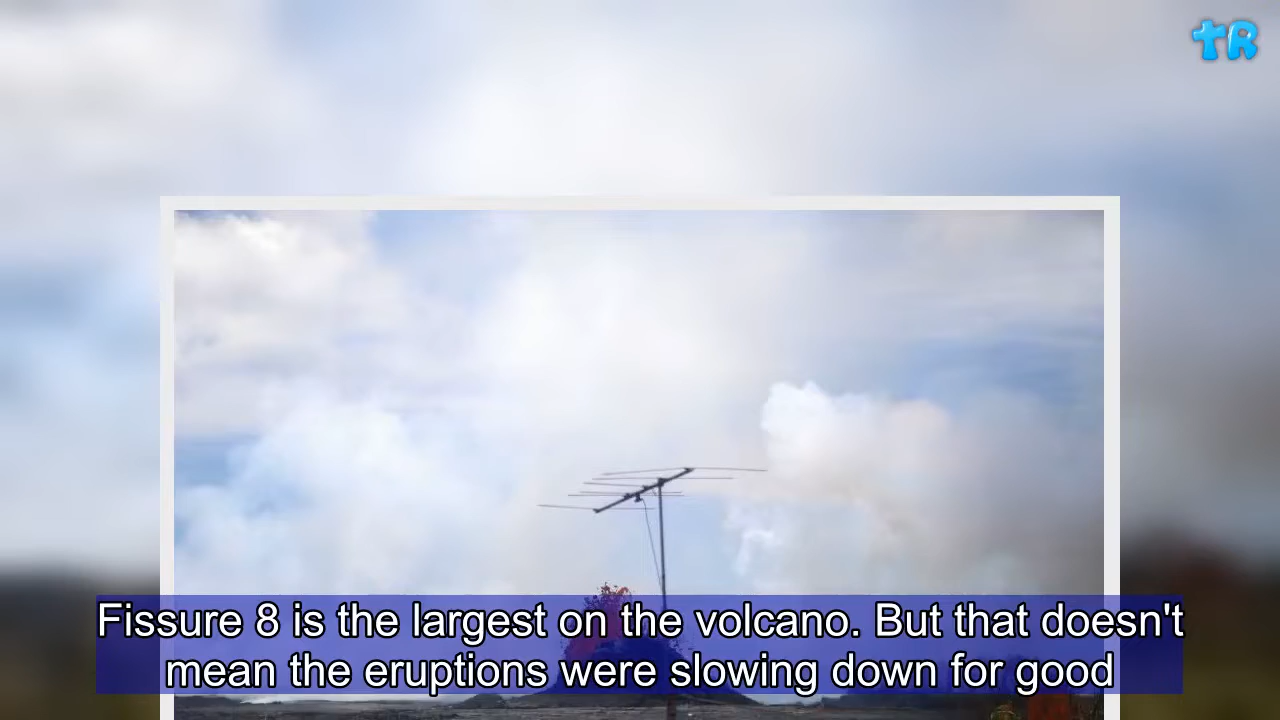 tR
Fissure 8 is the largest on the volcano. But that doesn't
mean the eruptions were slowing down for good